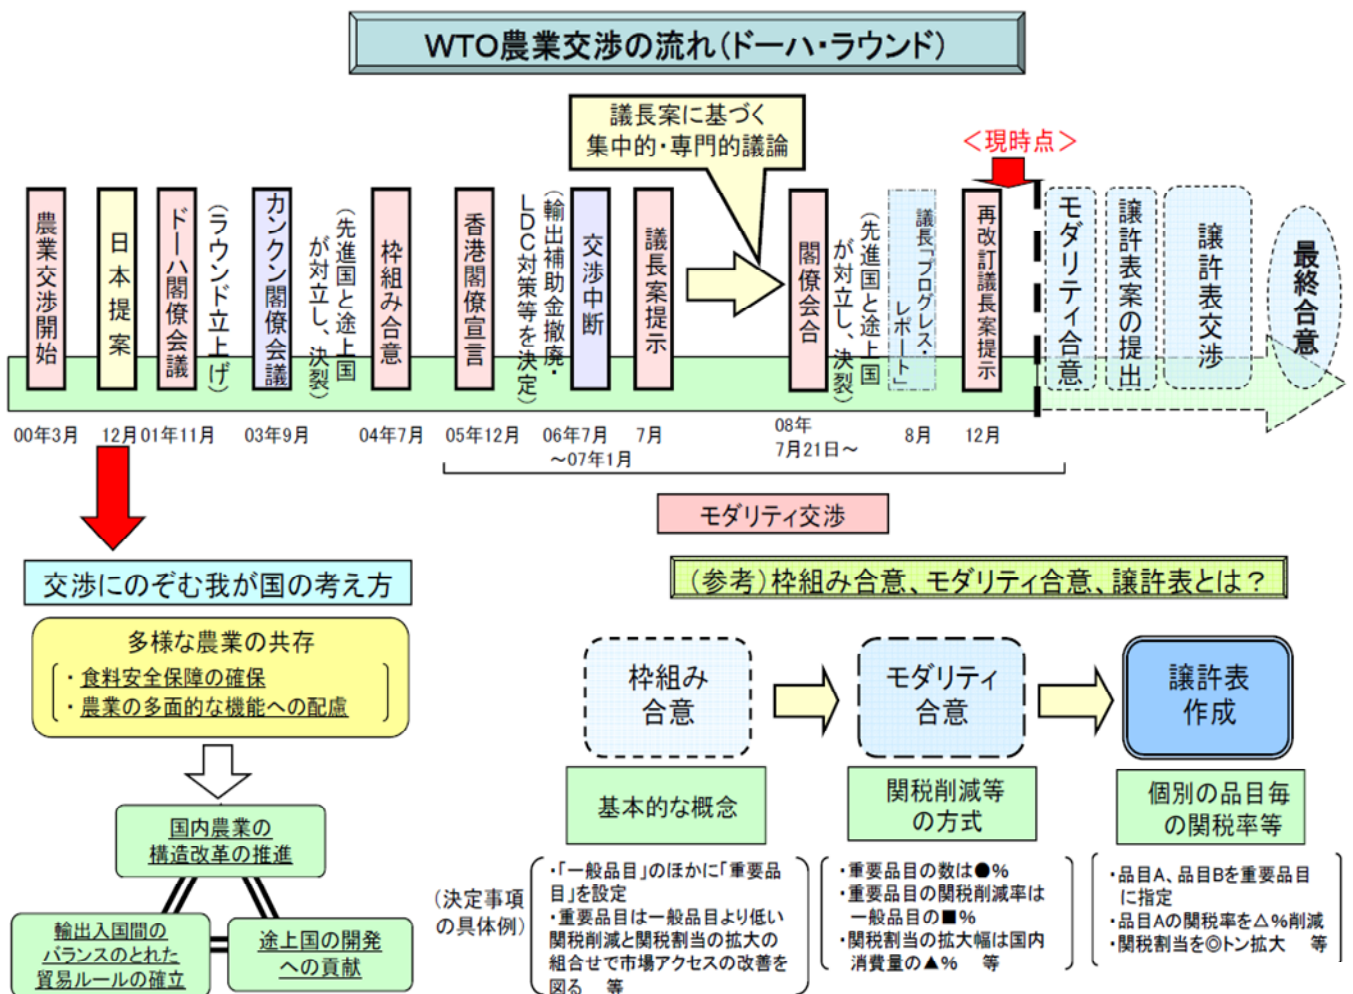 WTO農業交渉の流れ(ドーハ・ラウンド)
議長案に基づく
集中的・専門的議論
＜現時点＞
農業交渉開始
日本提案
ドーハ閣僚会議
(ラウンド立上げ)
カンクン閣僚会議
(先進国と途上国
が対立し、決裂)
枠組み合意
香港閣僚宣言
(輸出補助金撤廃・
LDC対策等を決定)
交渉中断
議長案提示
閣僚会合
(先進国と途上国
が対立し、決裂)
議長「プログレス・
レポート」
再改訂議長案提示
モダリティ合意
譲許表案の提出
譲許表交渉
最終合意
00年3月
12月
01年11月
03年9月
04年7月
05年12月
06年7月
～07年1月
7月
08年
7月21日～
8月
12月
モダリティ交渉
交渉にのぞむ我が国の考え方
多様な農業の共存
・食料安全保障の確保
・農業の多面的な機能への配慮
国内農業の
構造改革の推進
輸出入国間の
バランスのとれた
貿易ルールの確立
途上国の開発
への貢献
(参考)枠組み合意、モダリティ合意、譲許表とは？
枠組み
合意
モダリティ
合意
譲許表
作成
基本的な概念
関税削減等
の方式
個別の品目毎
の関税率等
(決定事項
の具体例)
・「一般品目」のほかに「重要品
目」を設定
・重要品目は一般品目より低い
関税削減と関税割当の拡大の
組合せで市場アクセスの改善を
図る 等
・重要品目の数は●%
・重要品目の関税削減率は
一般品目の■%
・関税割当の拡大幅は国内
消費量の▲% 等
・品目A、品目Bを重要品目
に指定
・品目Aの関税率を△%削減
・関税割当を◎トン拡大 等